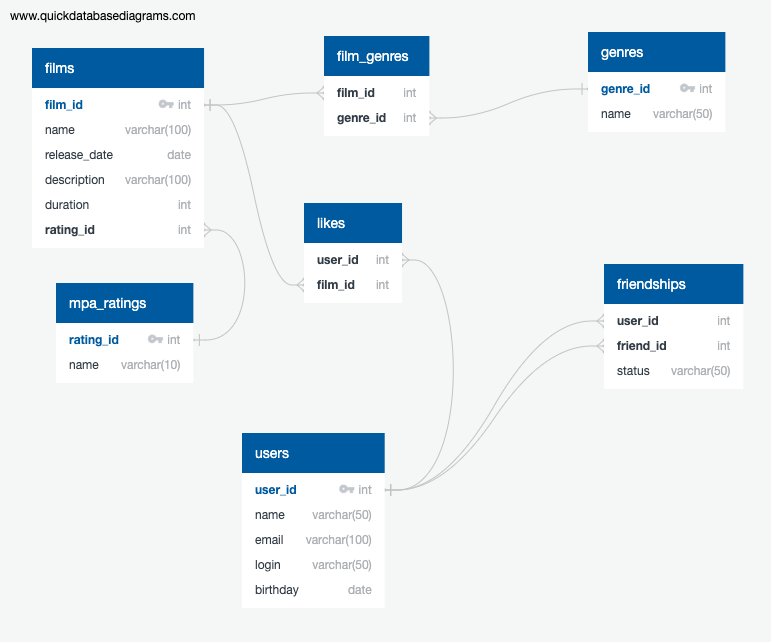 www.quickdatabasediagrams.com
films
film_id int
name varchar(100)
release_date date
description varchar(100)
duration int
rating_id int
film_genres
film_id int
genre_id int
genres
genre_id int
name varchar(50)
likes
user_id int
film_id int
mpa_ratings
rating_id int
name varchar(10)
friendships
user_id int
friend_id int
status varchar(50)
users
user_id int
name varchar(50)
email varchar(100)
login varchar(50)
birthday date